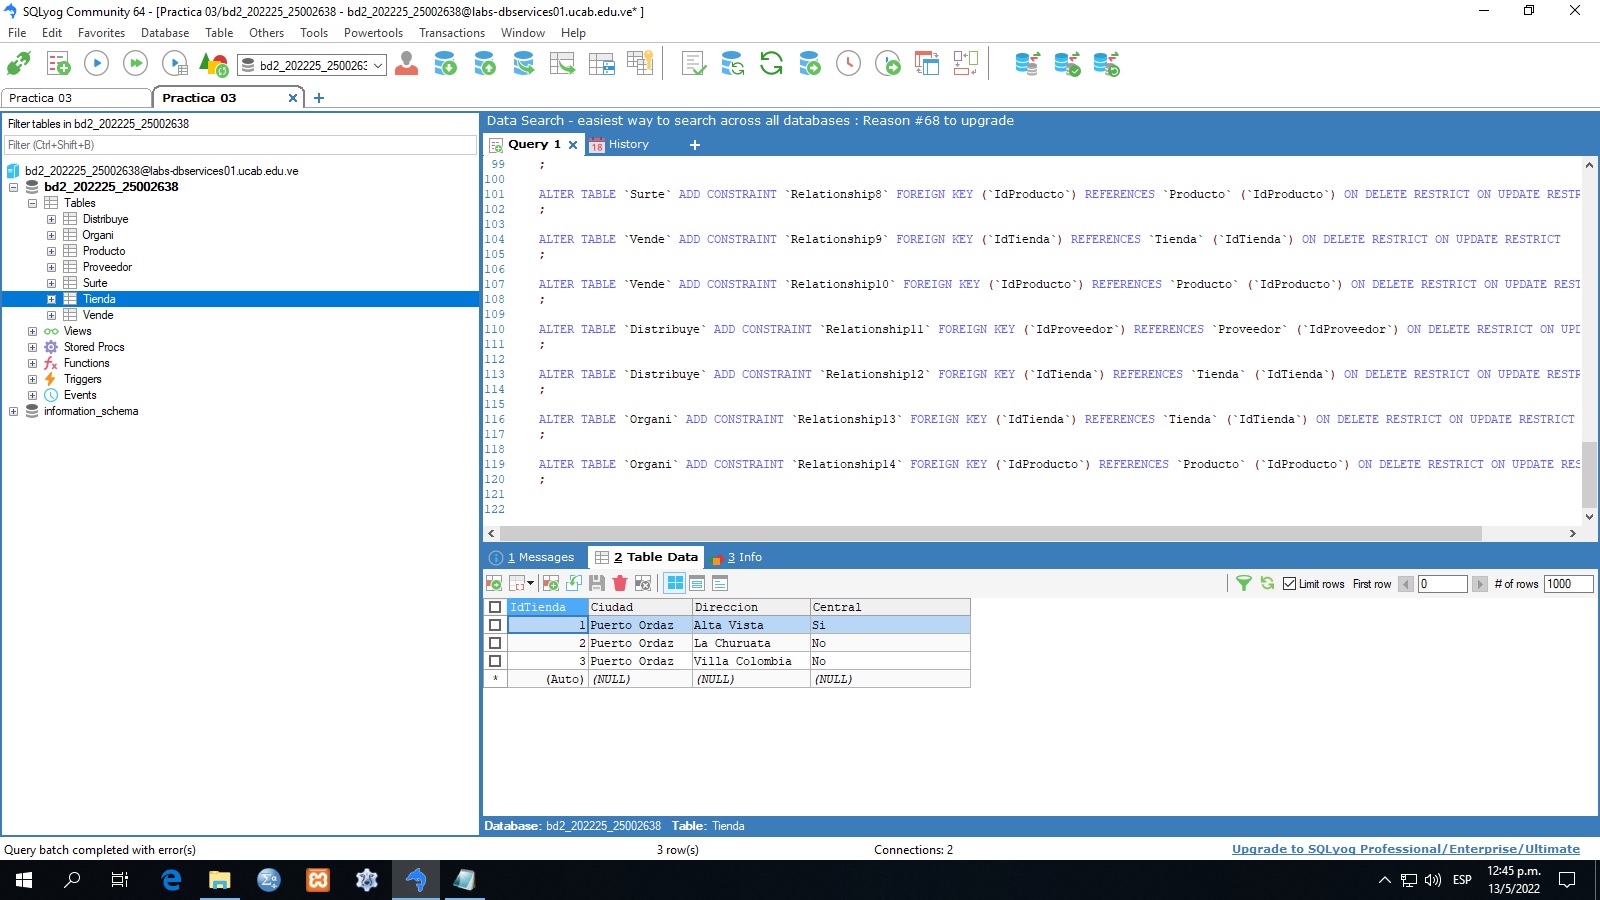 SQLyog Community 64 - [Practica 03/bd2_202225_25002638 - bd2_202225_25002638@labs-dbservices01.ucab.edu.ve* ]
File Edit Favorites Database Table Others Tools Powertools Transactions Window Help
bd2_202225_2500263
Practica 03
Practica 03
Filter tables in bd2_202225_25002638
Filter (Ctrl+Shift+B)
bd2_202225_25002638@labs-dbservices01.ucab.edu.ve
bd2_202225_25002638
Tables
Distribuye
Organi
Producto
Proveedor
Surte
Tienda
Vende
Views
Stored Procs
Functions
Triggers
Events
information_schema
Data Search - easiest way to search across all databases : Reason #68 to upgrade
Query 1
18 History
99 ;
100
101 ALTER TABLE `Surte` ADD CONSTRAINT `Relationship8` FOREIGN KEY (`IdProducto`) REFERENCES `Producto` (`IdProducto`) ON DELETE RESTRICT ON UPDATE RESTR
102 ;
103
104 ALTER TABLE `Vende` ADD CONSTRAINT `Relationship9` FOREIGN KEY (`IdTienda`) REFERENCES `Tienda` (`IdTienda`) ON DELETE RESTRICT ON UPDATE RESTRICT
105 ;
106
107 ALTER TABLE `Vende` ADD CONSTRAINT `Relationship10` FOREIGN KEY (`IdProducto`) REFERENCES `Producto` (`IdProducto`) ON DELETE RESTRICT ON UPDATE REST
108 ;
109
110 ALTER TABLE `Distribuye` ADD CONSTRAINT `Relationship11` FOREIGN KEY (`IdProveedor`) REFERENCES `Proveedor` (`IdProveedor`) ON DELETE RESTRICT ON UPD
111 ;
112
113 ALTER TABLE `Distribuye` ADD CONSTRAINT `Relationship12` FOREIGN KEY (`IdTienda`) REFERENCES `Tienda` (`IdTienda`) ON DELETE RESTRICT ON UPDATE RESTR
114 ;
115
116 ALTER TABLE `Organi` ADD CONSTRAINT `Relationship13` FOREIGN KEY (`IdTienda`) REFERENCES `Tienda` (`IdTienda`) ON DELETE RESTRICT ON UPDATE RESTRICT
117 ;
118
119 ALTER TABLE `Organi` ADD CONSTRAINT `Relationship14` FOREIGN KEY (`IdProducto`) REFERENCES `Producto` (`IdProducto`) ON DELETE RESTRICT ON UPDATE RES
120 ;
121
122
1 Messages 2 Table Data 3 Info
Limit rows First row 0 # of rows 1000
IdTienda Ciudad Direccion Central
1 Puerto Ordaz Alta Vista Si
2 Puerto Ordaz La Churuata No
3 Puerto Ordaz Villa Colombia No
* (Auto) (NULL) (NULL) (NULL)
Database: bd2_202225_25002638 Table: Tienda
Query batch completed with error(s) 3 row(s) Connections: 2 Upgrade to SQLyog Professional/Enterprise/Ultimate
ESP
12:45 p.m.
13/5/2022